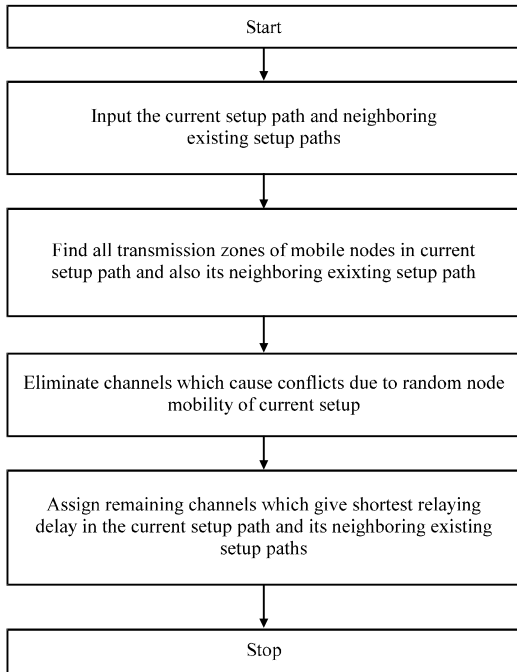 Start
Input the current setup path and neighboring
existing setup paths
Find all transmission zones of mobile nodes in current
setup path and also its neighboring exixting setup path
Eliminate channels which cause conflicts due to random node
mobility of current setup
Assign remaining channels which give shortest relaying
delay in the current setup path and its neighboring existing
setup paths
Stop